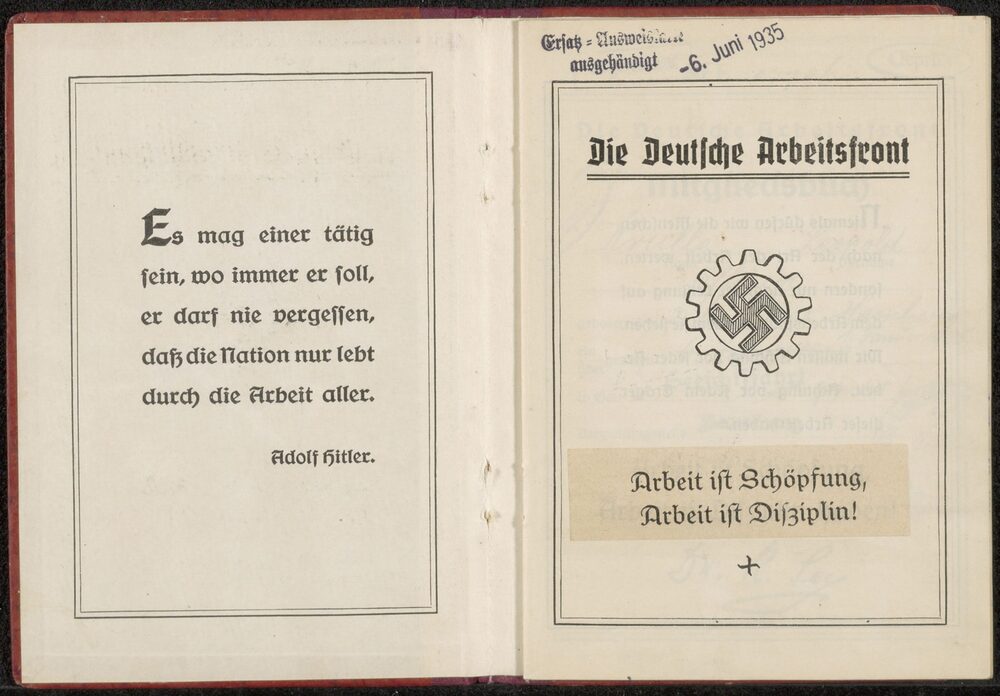 Es mag einer tätig
sein, wo immer er soll,
er darf nie vergessen,
daß die Nation nur lebt
durch die Arbeit aller.
Adolf Hitler.
Ersatz-Ausweiskarte
ausgehändigt -6. Juni 1935
Die Deutsche Arbeitsfront
Arbeit ist Schöpfung,
Arbeit ist Disziplin!